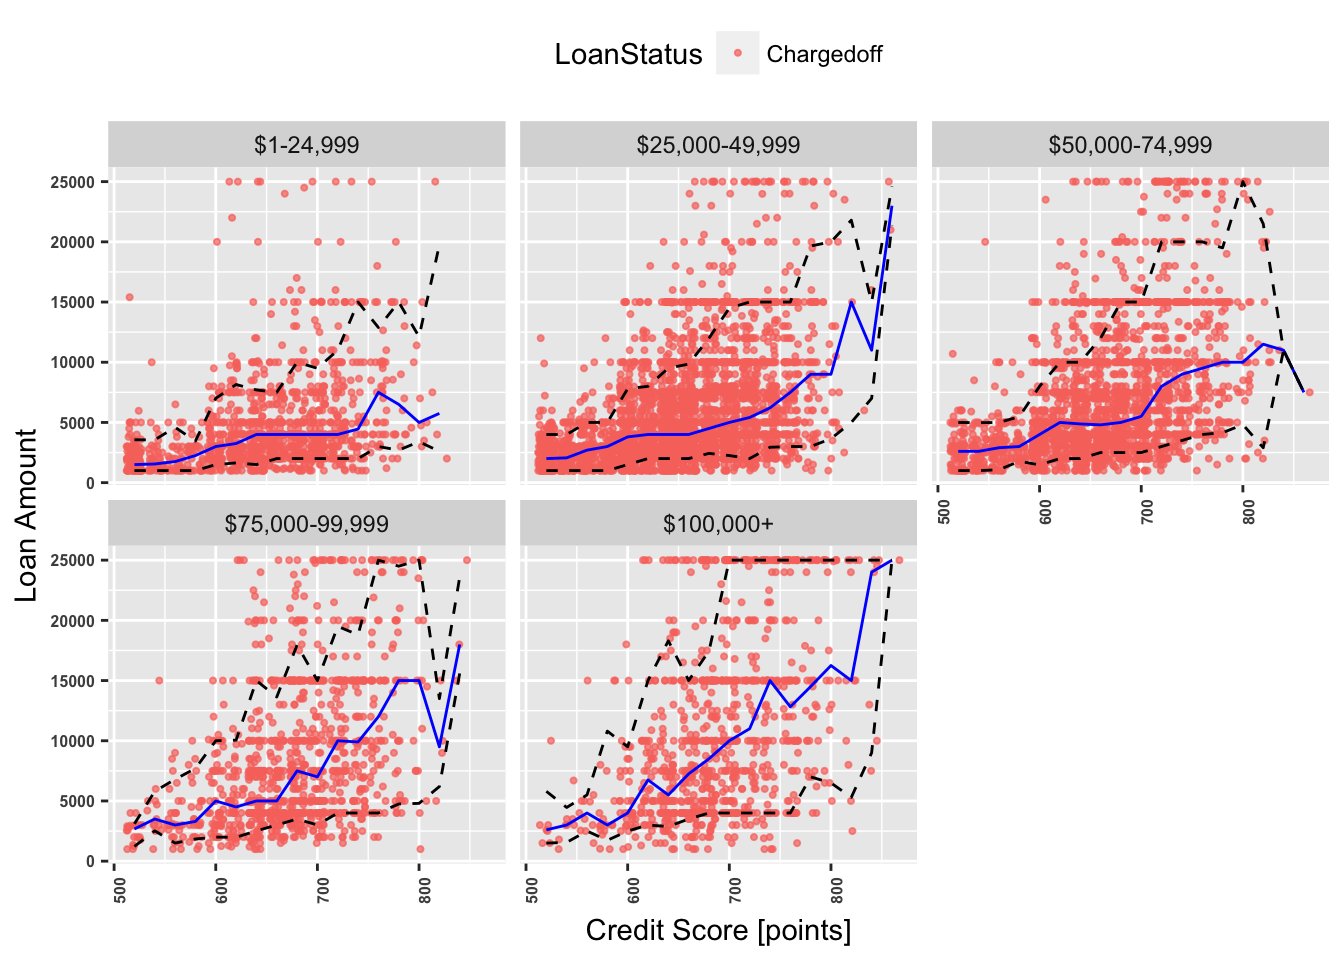 LoanStatus Chargedoff
$1-24,999 $25,000-49,999 $50,000-74,999
25000
20000
15000
10000
5000
0
500 600 700 800
$75,000-99,999 $100,000+
25000
20000
15000
10000
5000
0
500 600 700 800 500 600 700 800
Loan Amount
Credit Score [points]